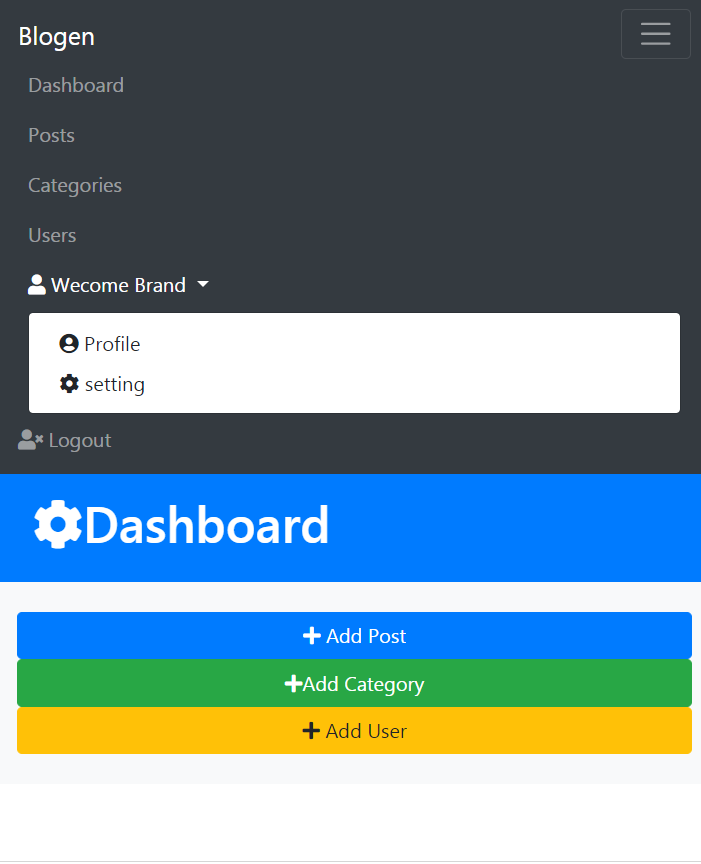 Blogen
Dashboard
Posts
Categories
Users
Wecome Brand
Profile
setting
Logout
Dashboard
Add Post
Add Category
Add User